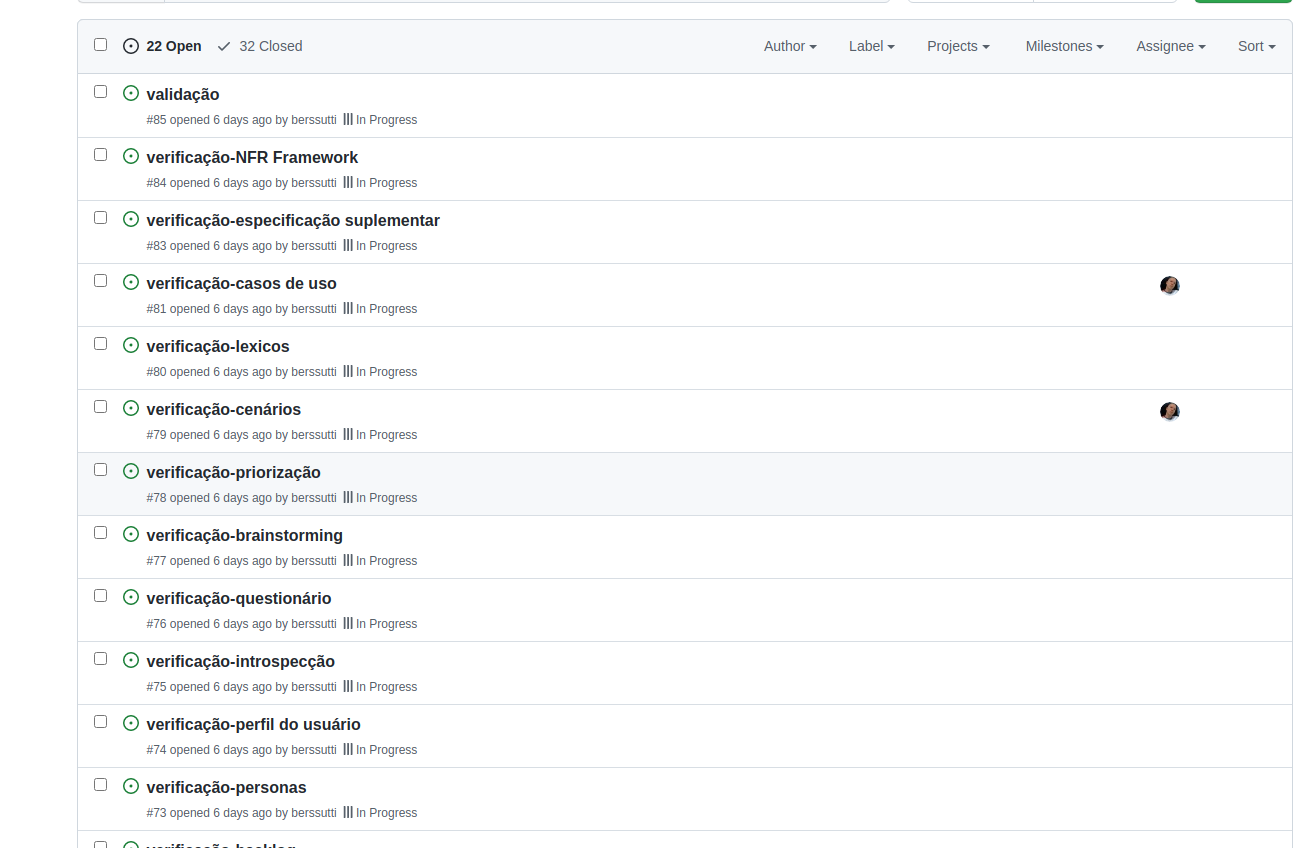 22 Open 32 Closed Author Label Projects Milestones Assignee Sort
validação
#85 opened 6 days ago by berssutti In Progress
verificação-NFR Framework
#84 opened 6 days ago by berssutti In Progress
verificação-especificação suplementar
#83 opened 6 days ago by berssutti In Progress
verificação-casos de uso
#81 opened 6 days ago by berssutti In Progress
verificação-lexicos
#80 opened 6 days ago by berssutti In Progress
verificação-cenários
#79 opened 6 days ago by berssutti In Progress
verificação-priorização
#78 opened 6 days ago by berssutti In Progress
verificação-brainstorming
#77 opened 6 days ago by berssutti In Progress
verificação-questionário
#76 opened 6 days ago by berssutti In Progress
verificação-introspecção
#75 opened 6 days ago by berssutti In Progress
verificação-perfil do usuário
#74 opened 6 days ago by berssutti In Progress
verificação-personas
#73 opened 6 days ago by berssutti In Progress
verificação-backlog